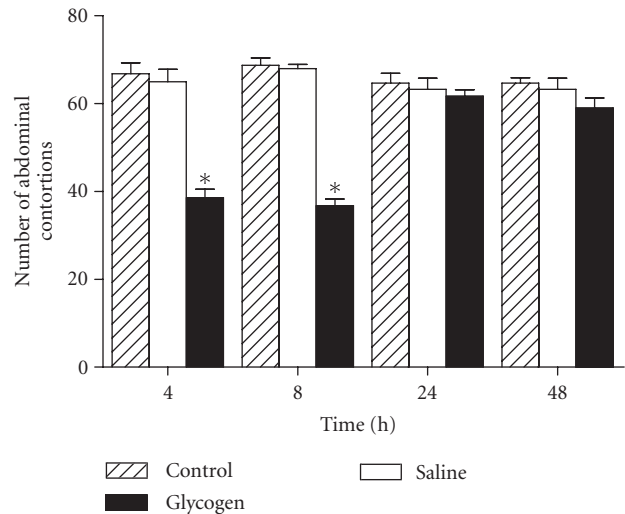 80
60
40
20
0
Number of abdominal
contortions
*
*
4
8
24
48
Time (h)
Control
Saline
Glycogen